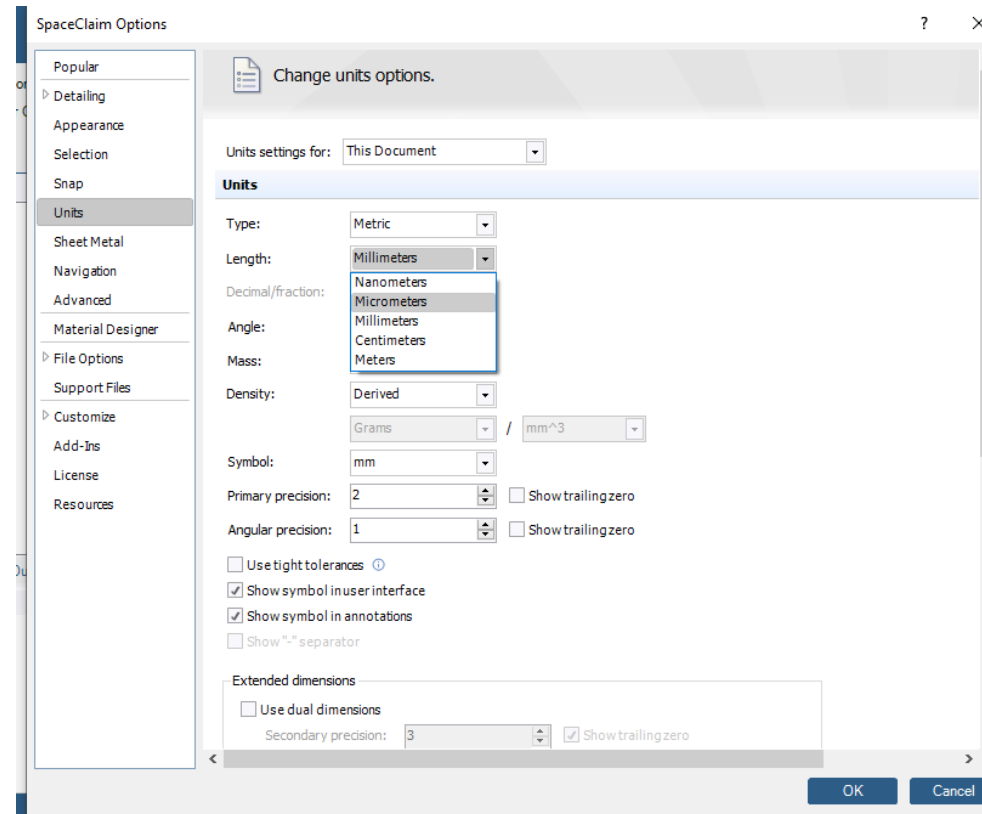 SpaceClaim Options
?
Popular
Detailing
Appearance
Selection
Snap
Units
Sheet Metal
Navigation
Advanced
Material Designer
File Options
Support Files
Customize
Add-Ins
License
Resources
Change units options.
Units settings for: This Document
Units
Type: Metric
Length: Millimeters
Nanometers
Decimal/fraction:
Micrometers
Millimeters
Angle:
Centimeters
Mass:
Meters
Density: Derived
Grams / mm^3
Symbol: mm
Primary precision: 2 Show trailing zero
Angular precision: 1 Show trailing zero
Use tight tolerances
Show symbol in user interface
Show symbol in annotations
Show "-" separator
Extended dimensions
Use dual dimensions
Secondary precision: 3 Show trailing zero
OK Cancel